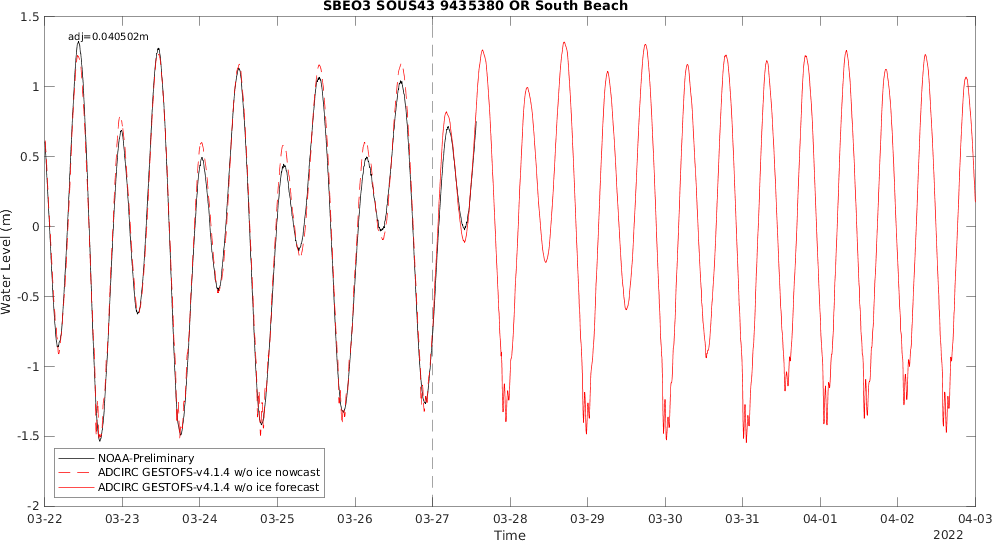 SBEO3 SOUS43 9435380 OR South Beach
adj=0.040502m
1.5
1
0.5
0
-0.5
-1
-1.5
-2
Water Level (m)
NOAA-Preliminary
ADCIRC GESTOFS-v4.1.4 w/o ice nowcast
ADCIRC GESTOFS-v4.1.4 w/o ice forecast
03-22 03-23 03-24 03-25 03-26 03-27 03-28 03-29 03-30 03-31 04-01 04-02 04-03
Time
2022